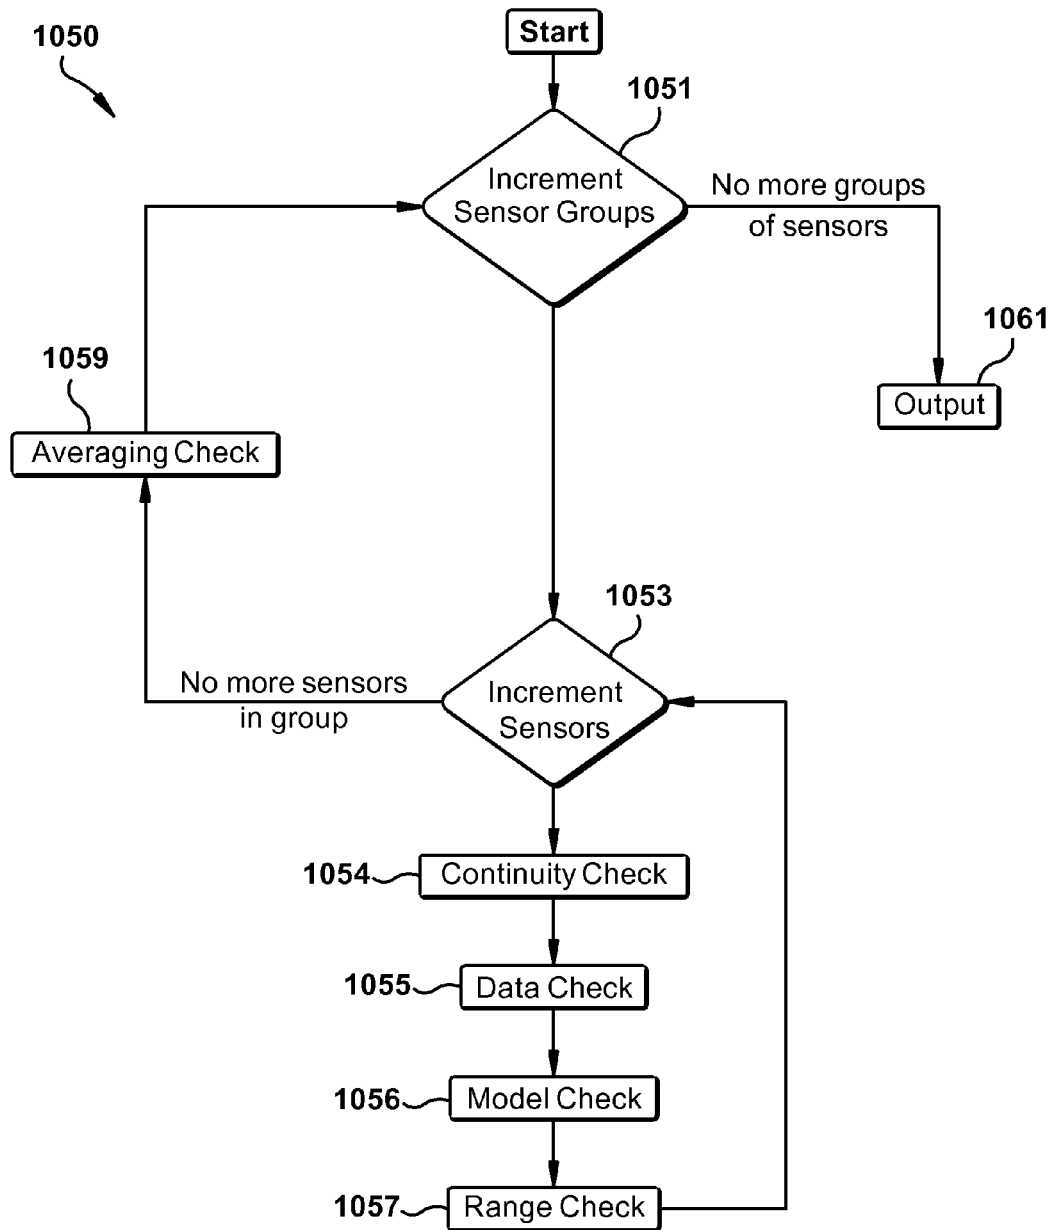 1050
Start
1051
Increment
Sensor Groups
No more groups
of sensors
1061
Output
1059
Averaging Check
1053
Increment
Sensors
No more sensors
in group
1054
Continuity Check
1055
Data Check
1056
Model Check
1057
Range Check